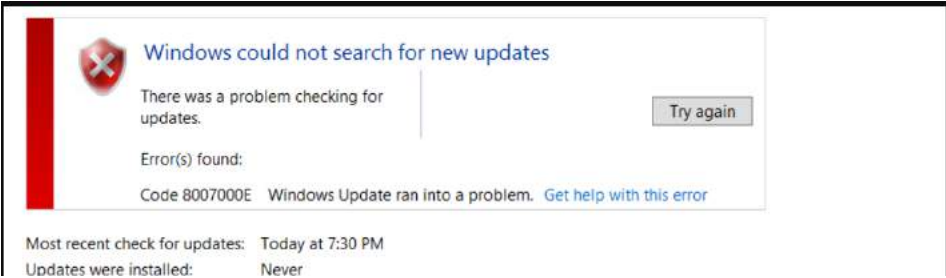 Windows could not search for new updates
There was a problem checking for
updates.
Try again
Error(s) found:
Code 8007000E Windows Update ran into a problem. Get help with this error
Most recent check for updates: Today at 7:30 PM
Updates were installed: Never